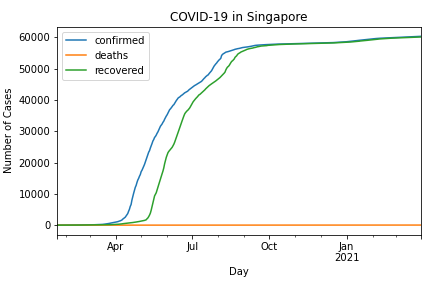 COVID-19 in Singapore
confirmed
deaths
recovered
Number of Cases
60000
50000
40000
30000
20000
10000
0
Apr
Jul
Oct
Jan
2021
Day